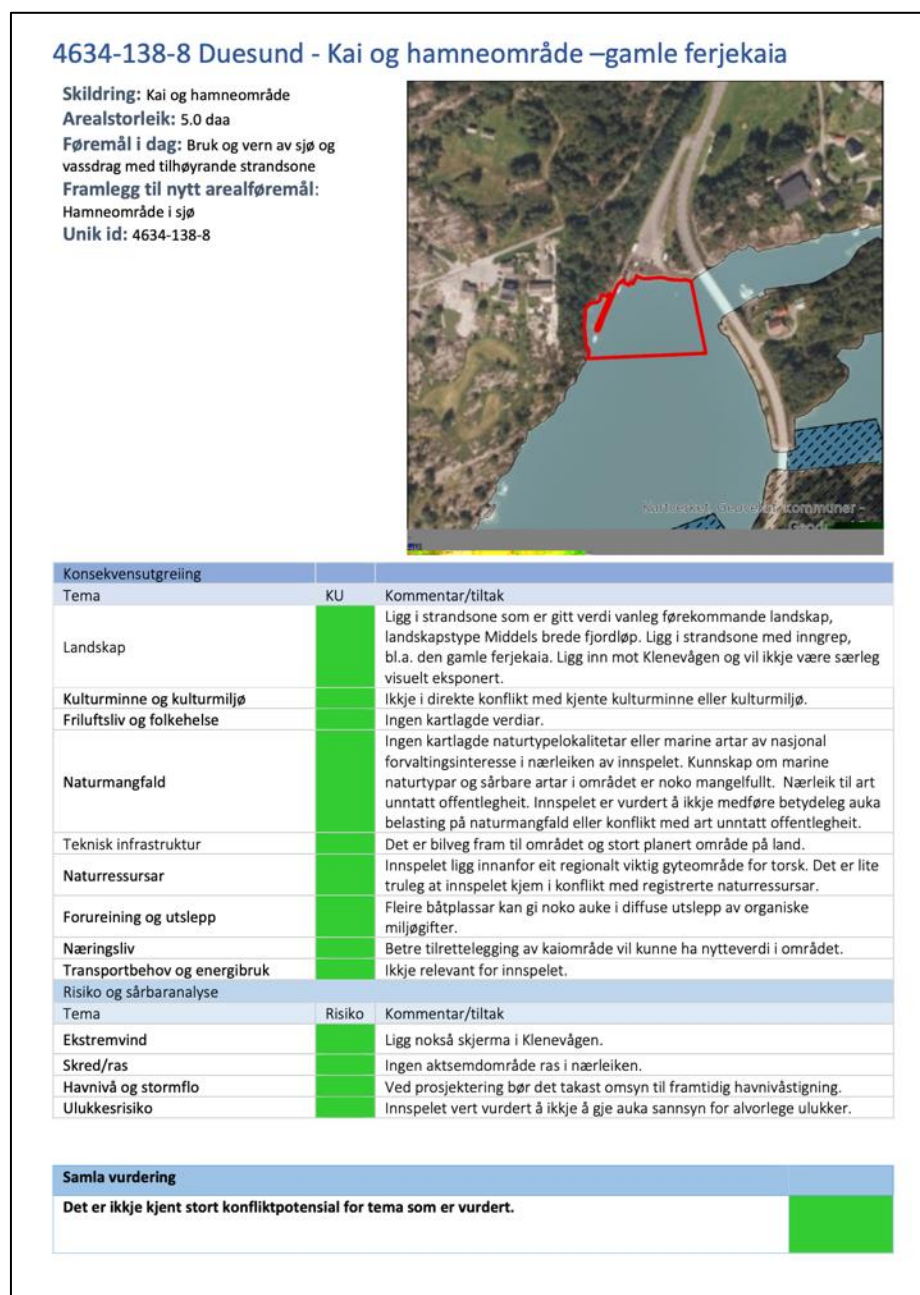 4634-138-8 Duesund - Kai og hamneområde –gamle ferjekaia
Skildring: Kai og hamneområde
Arealstorleik: 5.0 daa
Føremål i dag: Bruk og vern av sjø og
vassdrag med tilhøyrande strandsone
Framlegg til nytt arealføremål:
Hamneområde i sjø
Unik id: 4634-138-8
Kartverket, Geovekst, kommuner -
Konsekvensutgreiing
Tema KU Kommentar/tiltak
Landskap
Ligg i strandsone som er gitt verdi vanleg førekommande landskap,
landskapstype Middels brede fjordløp. Ligg i strandsone med inngrep,
bl.a. den gamle ferjekaia. Ligg inn mot Klenevågen og vil ikkje være særleg
visuelt eksponert.
Kulturminne og kulturmiljø Ikkje i direkte konflikt med kjente kulturminne eller kulturmiljø.
Friluftsliv og folkehelse Ingen kartlagde verdiar.
Naturmangfald
Ingen kartlagde naturtypelokalitetar eller marine artar av nasjonal
forvaltingsinteresse i nærleiken av innspelet. Kunnskap om marine
naturtypar og sårbare artar i området er noko mangelfullt. Nærleik til art
unntatt offentlegheit. Innspelet er vurdert å ikkje medføre betydeleg auka
belasting på naturmangfald eller konflikt med art unntatt offentlegheit.
Teknisk infrastruktur Det er bilveg fram til området og stort planert område på land.
Naturressursar
Innspelet ligg innanfor eit regionalt viktig gyteområde for torsk. Det er lite
truleg at innspelet kjem i konflikt med registrerte naturressursar.
Forureining og utslepp
Fleire båtplassar kan gi noko auke i diffuse utslepp av organiske
miljøgifter.
Næringsliv Betre tilrettelegging av kaiområde vil kunne ha nytteverdi i området.
Transportbehov og energibruk Ikkje relevant for innspelet.
Risiko og sårbaranalyse
Tema Risiko Kommentar/tiltak
Ekstremvind Ligg nokså skjerma i Klenevågen.
Skred/ras Ingen aktsemdområde ras i nærleiken.
Havnivå og stormflo Ved prosjektering bør det takast omsyn til framtidig havnivåstigning.
Ulukkesrisiko Innspelet vert vurdert å ikkje å gje auka sannsyn for alvorlege ulukker.
Samla vurdering
Det er ikkje kjent stort konfliktpotensial for tema som er vurdert.